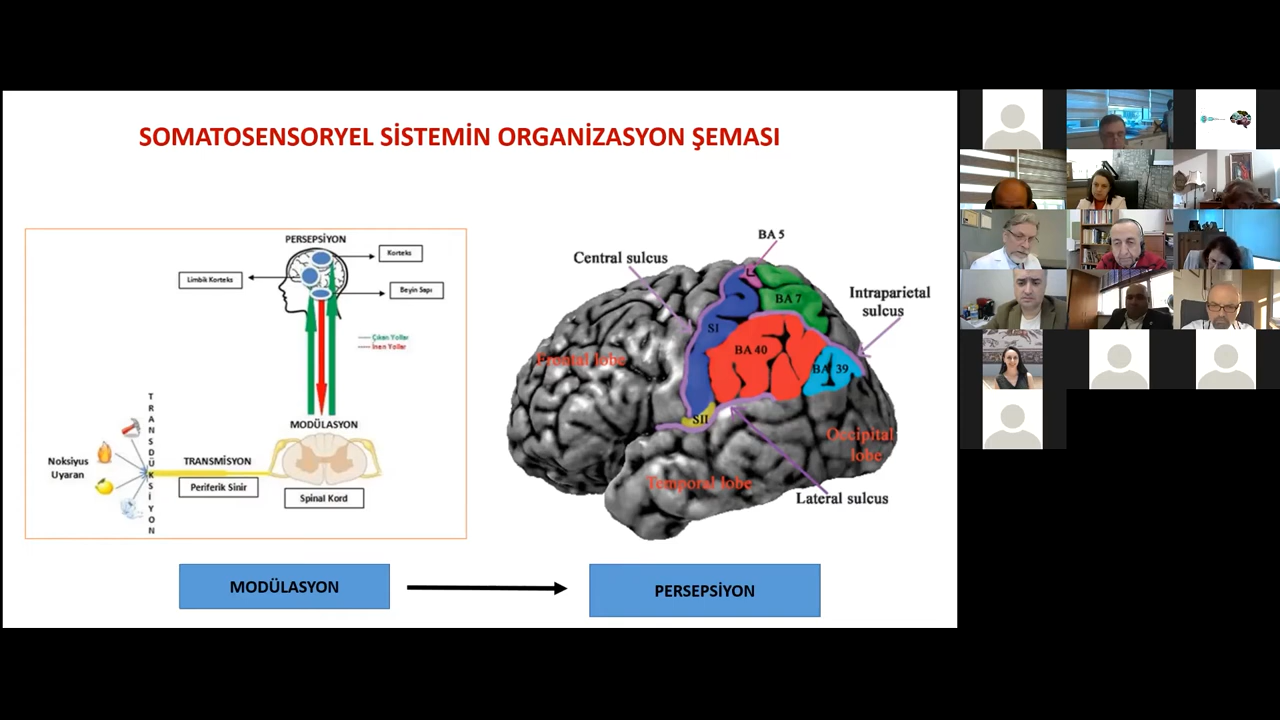 SOMATOSENSORYEL SİSTEMİN ORGANİZASYON ŞEMASI
PERSEPSİYON
Korteks
Limbik Korteks
Beyin Sapı
Çıkan Yollar
İnen Yollar
MODÜLASYON
TRANSDÜKSİYON
Noksiyus
Uyaran
TRANSMİSYON
Periferik Sinir
Spinal Kord
BA 5
Central sulcus
BA 7
Intraparietal
sulcus
SI
BA 40
Frontal lobe
BA 39
SII
Occipital
lobe
Temporal lobe
Lateral sulcus
MODÜLASYON
PERSEPSİYON